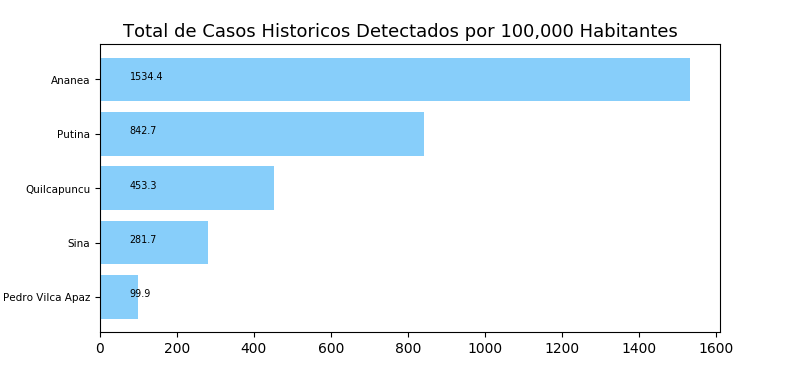 Total de Casos Historicos Detectados por 100,000 Habitantes
Ananea 1534.4
Putina 842.7
Quilcapuncu 453.3
Sina 281.7
Pedro Vilca Apaz 99.9
0 200 400 600 800 1000 1200 1400 1600